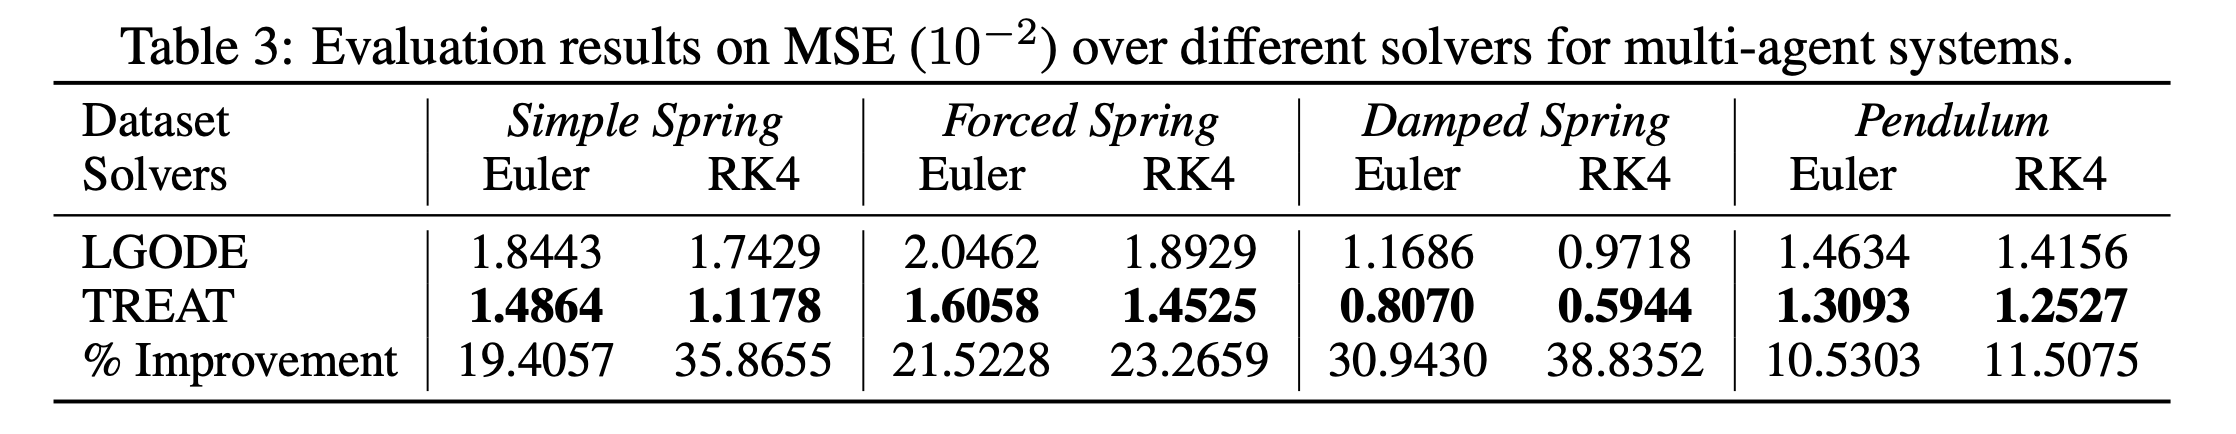 Table 3: Evaluation results on MSE (10⁻²) over different solvers for multi-agent systems.
Dataset Simple Spring Forced Spring Damped Spring Pendulum
Solvers Euler RK4 Euler RK4 Euler RK4 Euler RK4
LGODE 1.8443 1.7429 2.0462 1.8929 1.1686 0.9718 1.4634 1.4156
TREAT 1.4864 1.1178 1.6058 1.4525 0.8070 0.5944 1.3093 1.2527
% Improvement 19.4057 35.8655 21.5228 23.2659 30.9430 38.8352 10.5303 11.5075